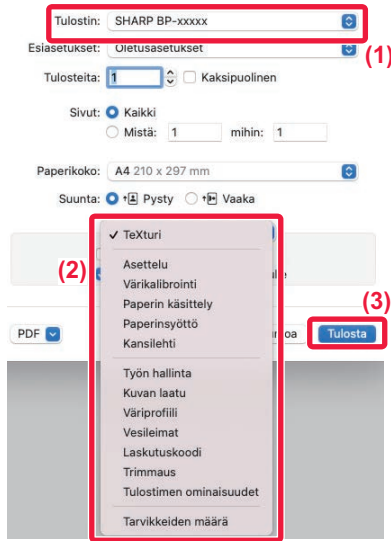 Tulostin: SHARP BP-xxxxx
(1)
Esiasetukset: Oletusasetukset
Tulosteita: 1 Kaksipuolinen
Sivut: Kaikki
Mistä: 1 mihin: 1
Paperikoko: A4 210 x 297 mm
Suunta: Pysty Vaaka
(2)
✓ TeXturi
Asettelu
Värikalibrointi
Paperin käsittely
Paperinsyöttö
Kansilehti
Työn hallinta
Kuvan laatu
Väriprofiili
Vesileimat
Laskutuskoodi
Trimmaus
Tulostimen ominaisuudet
Tarvikkeiden määrä
(3)
PDF
Tulosta